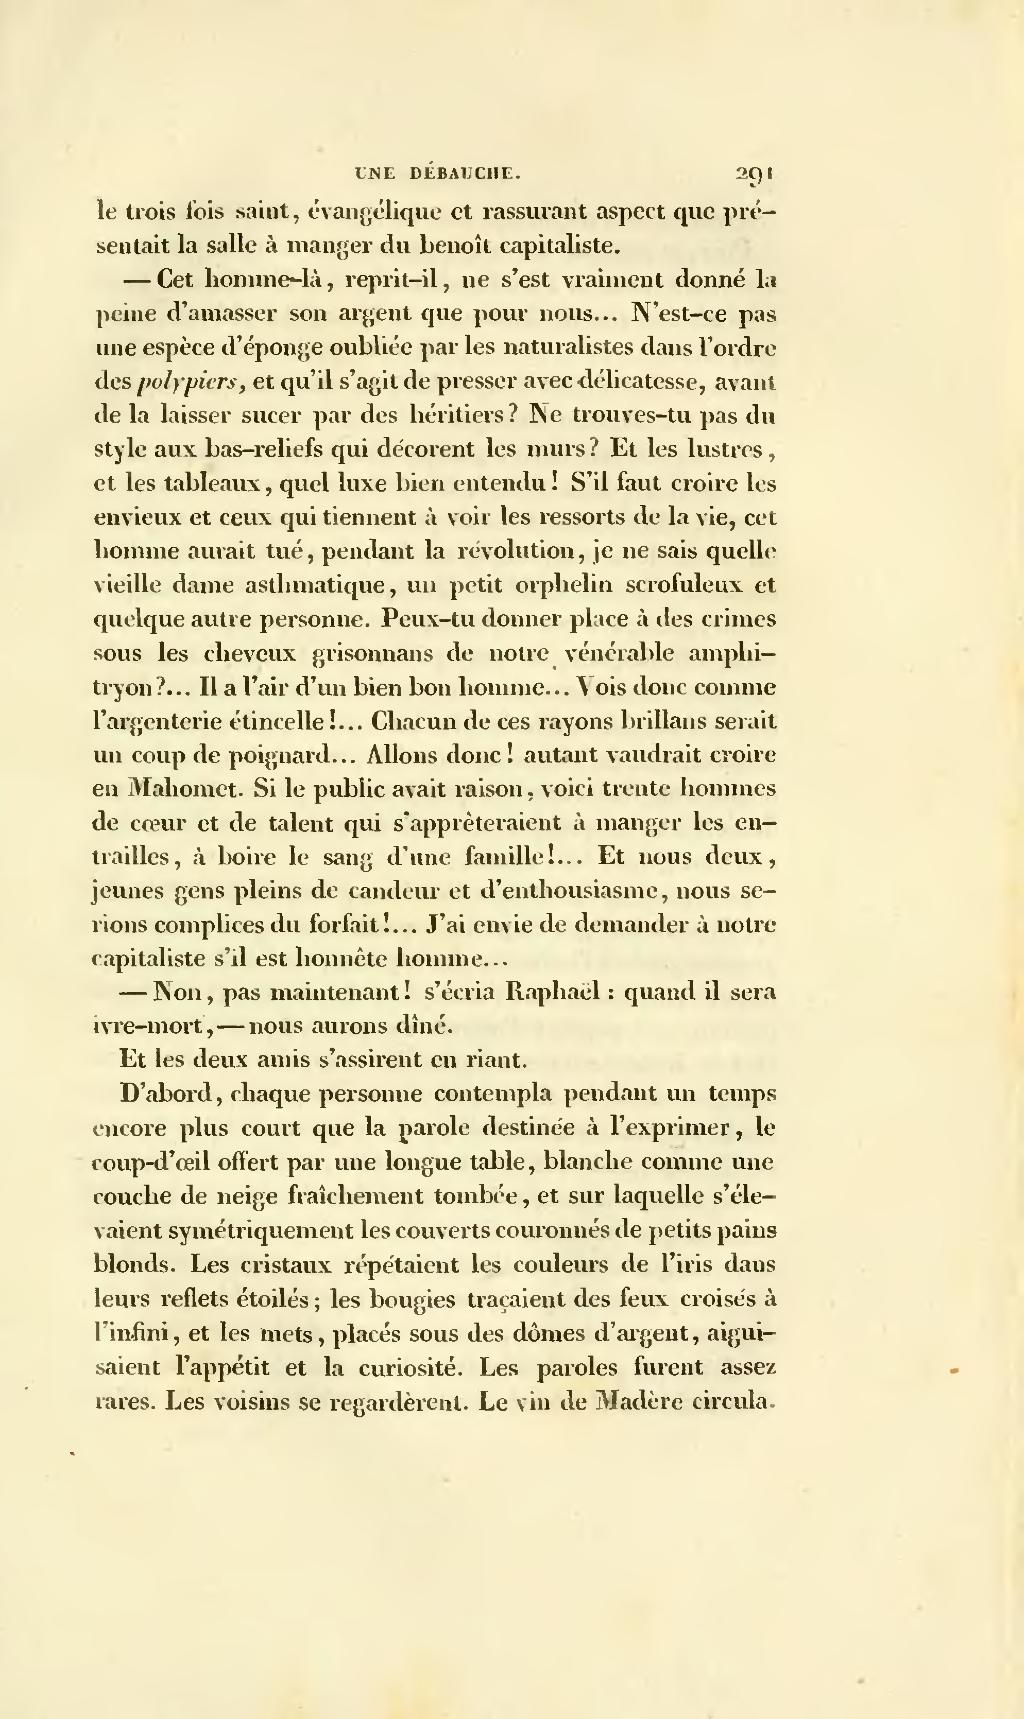 UNE DÉBAUCHE. 291
le trois fois saint, évangélique et rassurant aspect que pré-
sentait la salle à manger du benoît capitaliste.
— Cet homme-là, reprit-il, ne s'est vraiment donné la
peine d'amasser son argent que pour nous... N'est-ce pas
une espèce d'éponge oubliée par les naturalistes dans l'ordre
des polypiers, et qu'il s'agit de presser avec délicatesse, avant
de la laisser sucer par des héritiers? Ne trouves-tu pas du
style aux bas-reliefs qui décorent les murs? Et les lustres,
et les tableaux, quel luxe bien entendu! S'il faut croire les
envieux et ceux qui tiennent à voir les ressorts de la vie, cet
homme aurait tué, pendant la révolution, je ne sais quelle
vieille dame asthmatique, un petit orphelin scrofuleux et
quelque autre personne. Peux-tu donner place à des crimes
sous les cheveux grisonnans de notre vénérable amphi-
tryon?... Il a l'air d'un bien bon homme... Vois donc comme
l'argenterie étincelle!... Chacun de ces rayons brillans serait
un coup de poignard... Allons donc! autant vaudrait croire
en Mahomet. Si le public avait raison, voici trente hommes
de cœur et de talent qui s'apprêteraient à manger les en-
trailles, à boire le sang d'une famille!... Et nous deux,
jeunes gens pleins de candeur et d'enthousiasme, nous se-
rions complices du forfait!... J'ai envie de demander à notre
capitaliste s'il est honnête homme...
— Non, pas maintenant! s'écria Raphaël : quand il sera
ivre-mort, — nous aurons dîné.
Et les deux amis s'assirent en riant.
D'abord, chaque personne contempla pendant un temps
encore plus court que la parole destinée à l'exprimer, le
coup-d'œil offert par une longue table, blanche comme une
couche de neige fraîchement tombée, et sur laquelle s'éle-
vaient symétriquement les couverts couronnés de petits pains
blonds. Les cristaux répétaient les couleurs de l'iris dans
leurs reflets étoilés; les bougies traçaient des feux croisés à
l'infini, et les mets, placés sous des dômes d'argent, aigui-
saient l'appétit et la curiosité. Les paroles furent assez
rares. Les voisins se regardèrent. Le vin de Madère circula.